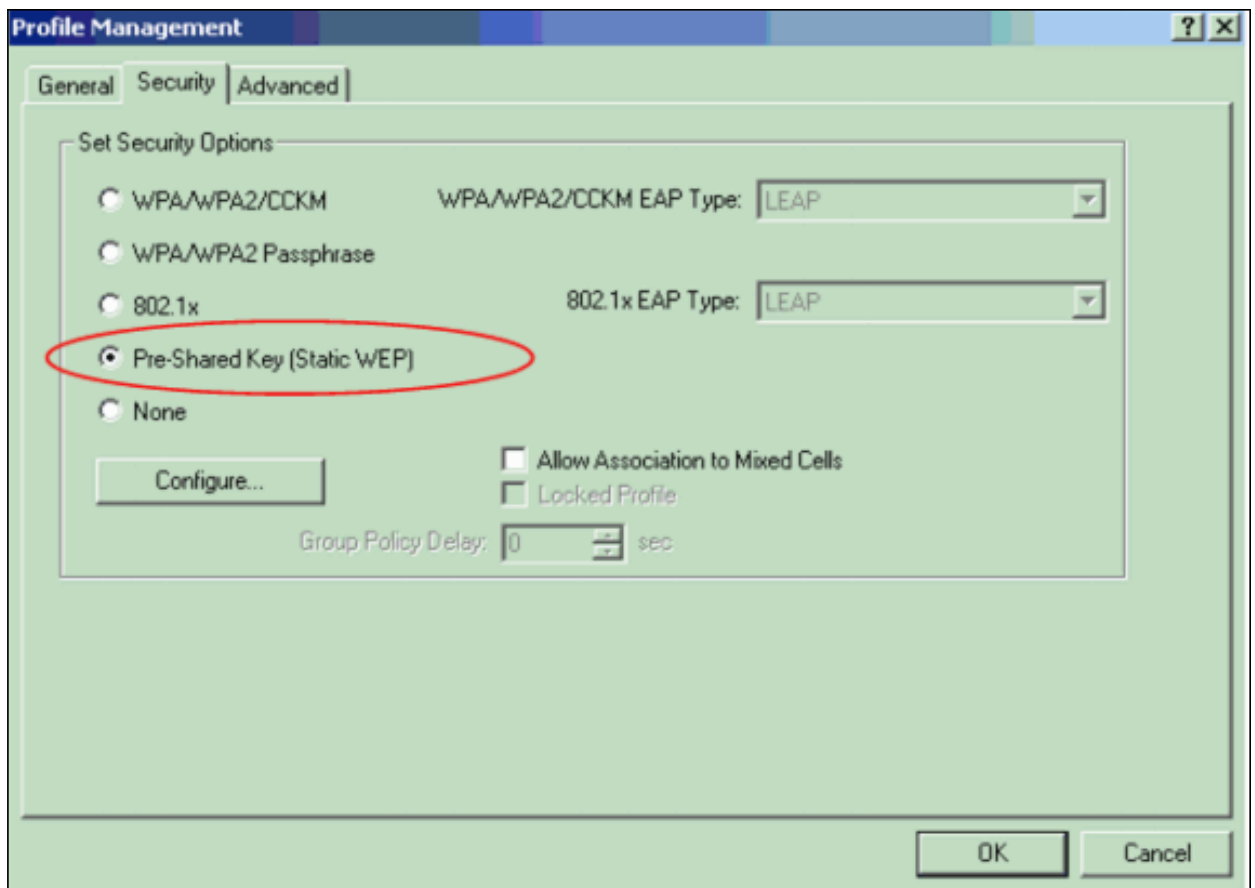 Profile Management
General Security Advanced
Set Security Options
WPA/WPA2/CCKM WPA/WPA2/CCKM EAP Type: LEAP
WPA/WPA2 Passphrase
802.1x 802.1x EAP Type: LEAP
Pre-Shared Key (Static WEP)
None
Configure... Allow Association to Mixed Cells
Locked Profile
Group Policy Delay: 0 sec
OK Cancel